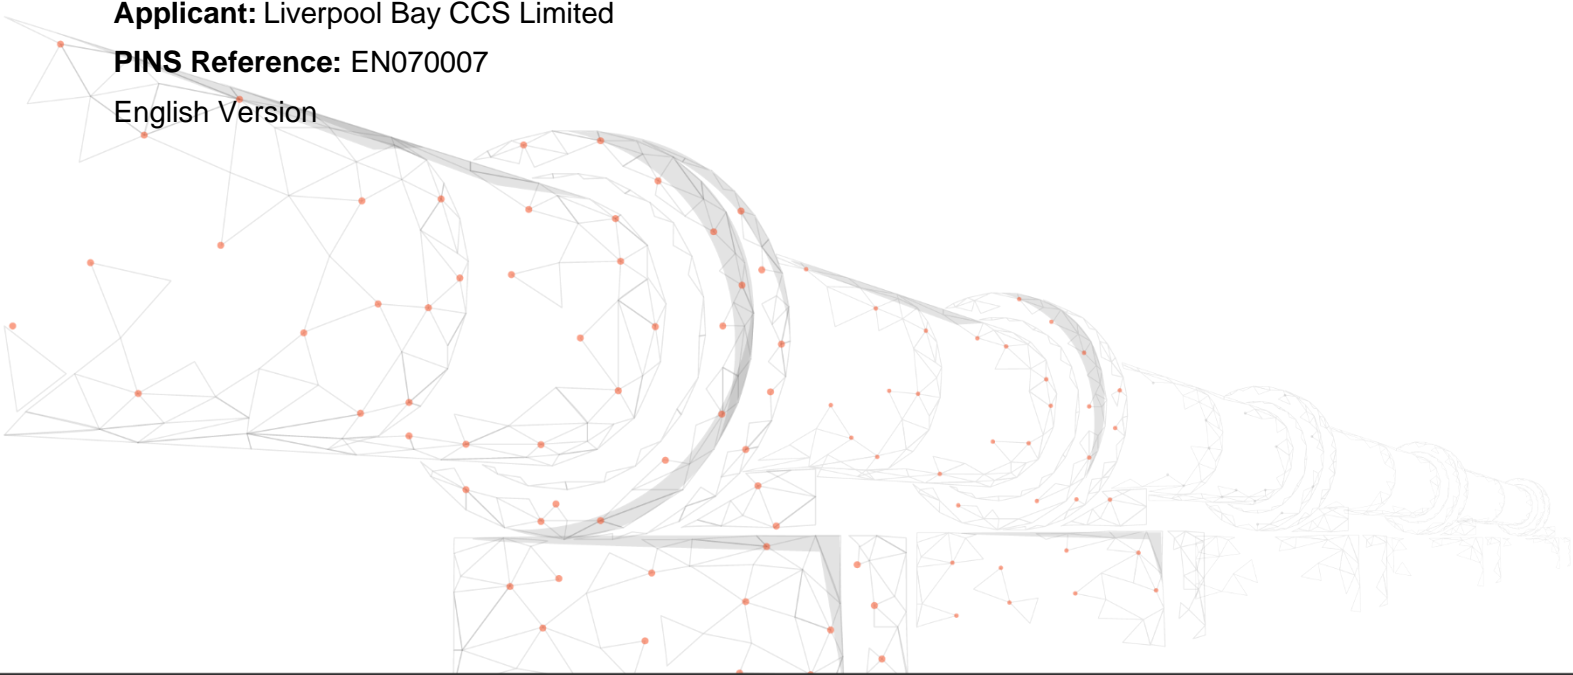 Applicant: Liverpool Bay CCS Limited
PINS Reference: EN070007
English Version